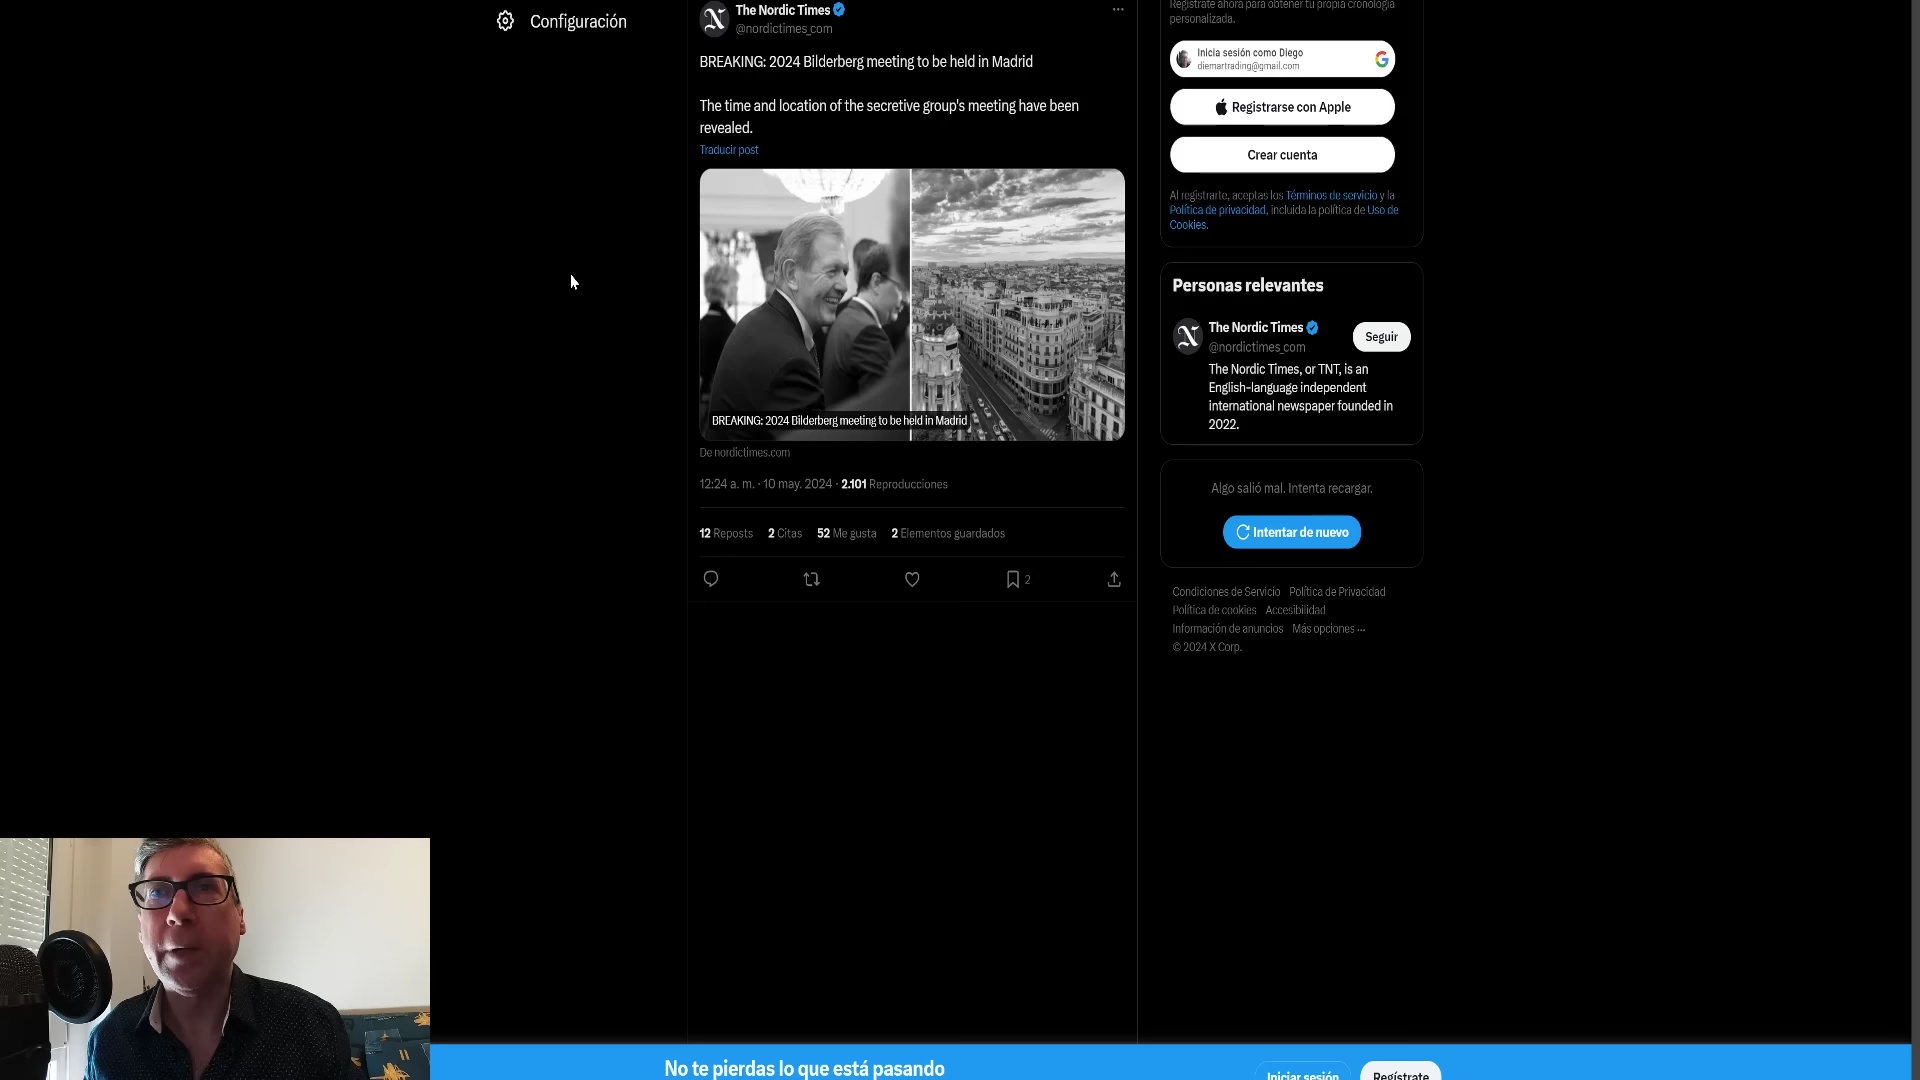 Configuración
The Nordic Times
@nordictimes_com
BREAKING: 2024 Bilderberg meeting to be held in Madrid
The time and location of the secretive group's meeting have been
revealed.
Traducir post
BREAKING: 2024 Bilderberg meeting to be held in Madrid
De nordictimes.com
12:24 a. m. · 10 may. 2024 · 2.101 Reproducciones
12 Reposts 2 Citas 52 Me gusta 2 Elementos guardados
2
Regístrate ahora para obtener tu propia cronología
personalizada.
Inicia sesión como Diego
diemartrading@gmail.com
Registrarse con Apple
Crear cuenta
Al registrarte, aceptas los Términos de servicio y la
Política de privacidad, incluida la política de Uso de
Cookies.
Personas relevantes
The Nordic Times
@nordictimes_com
Seguir
The Nordic Times, or TNT, is an
English-language independent
international newspaper founded in
2022.
Algo salió mal. Intenta recargar.
Intentar de nuevo
Condiciones de Servicio Política de Privacidad
Política de cookies Accesibilidad
Información de anuncios Más opciones ···
© 2024 X Corp.
No te pierdas lo que está pasando
Iniciar sesión
Regístrate